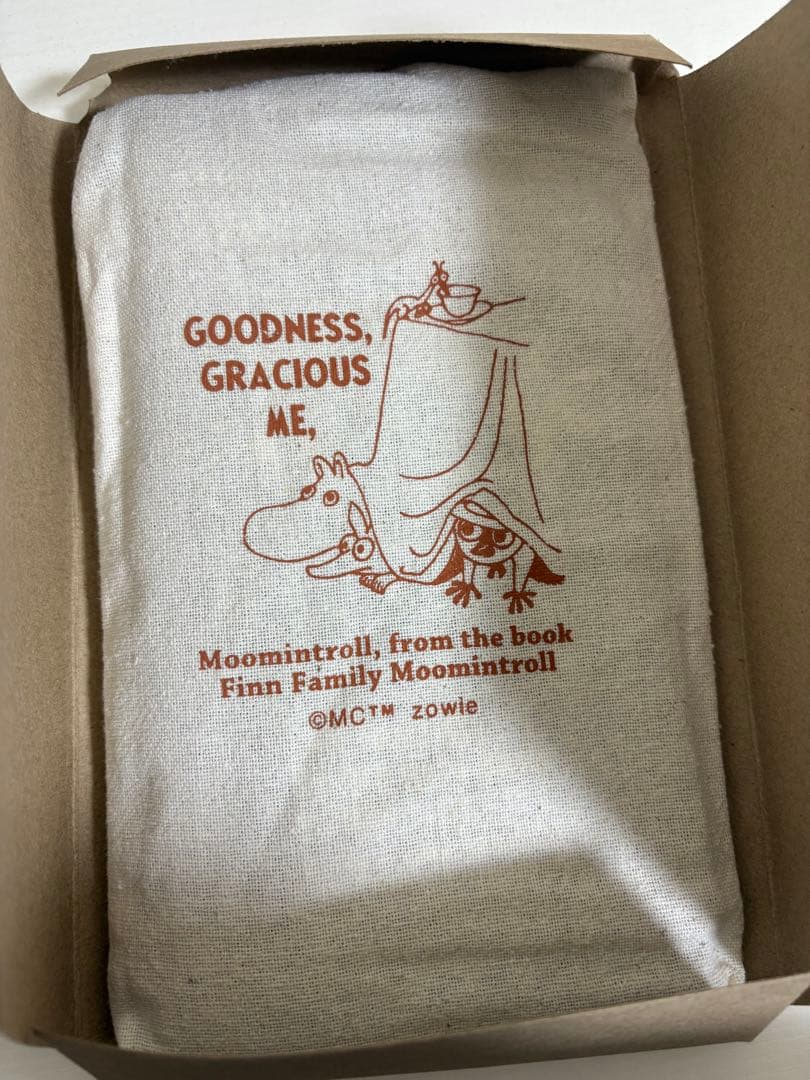 GOODNESS,
GRACIOUS
ME,
Moomintroll, from the book
Finn Family Moomintroll
©MC™ zowie